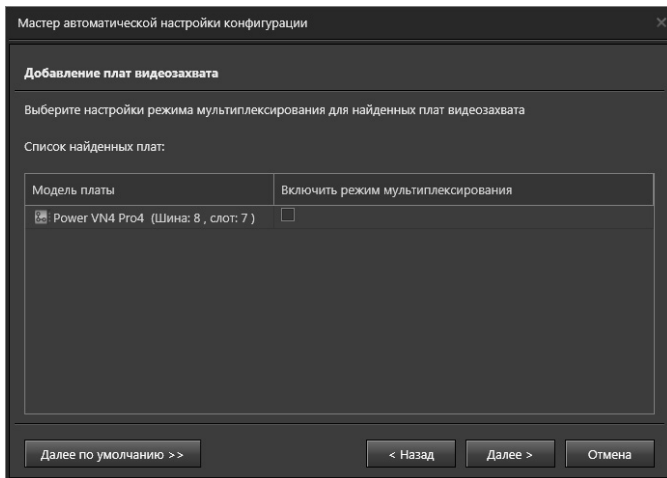 Мастер автоматической настройки конфигурации
Добавление плат видеозахвата
Выберите настройки режима мультиплексирования для найденных плат видеозахвата
Список найденных плат:
Модель платы Включить режим мультиплексирования
Power VN4 Pro4 (Шина: 8 , слот: 7 )
Далее по умолчанию >> < Назад Далее > Отмена